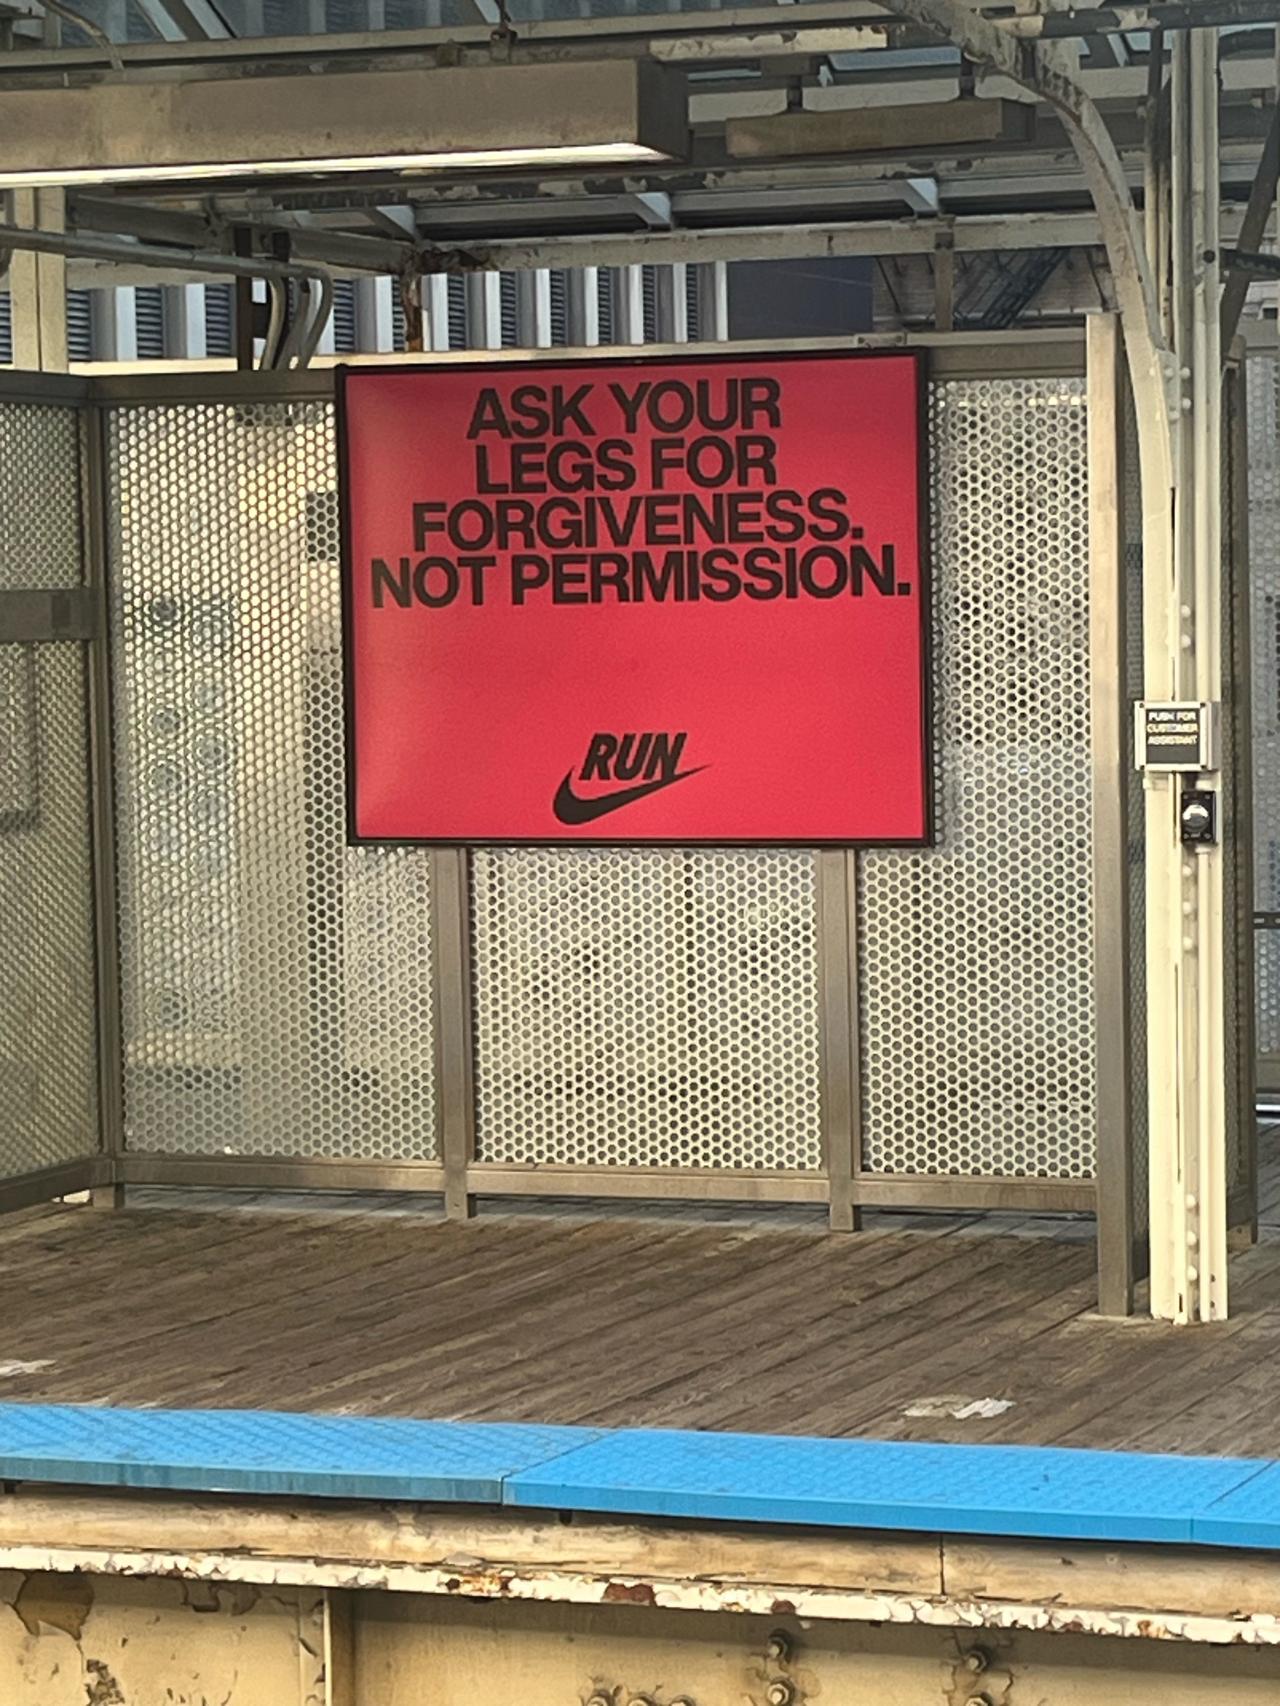 ASK YOUR
LEGS FOR
FORGIVENESS.
NOT PERMISSION.
RUN
PUSH FOR
CUSTOMER
ASSISTANT